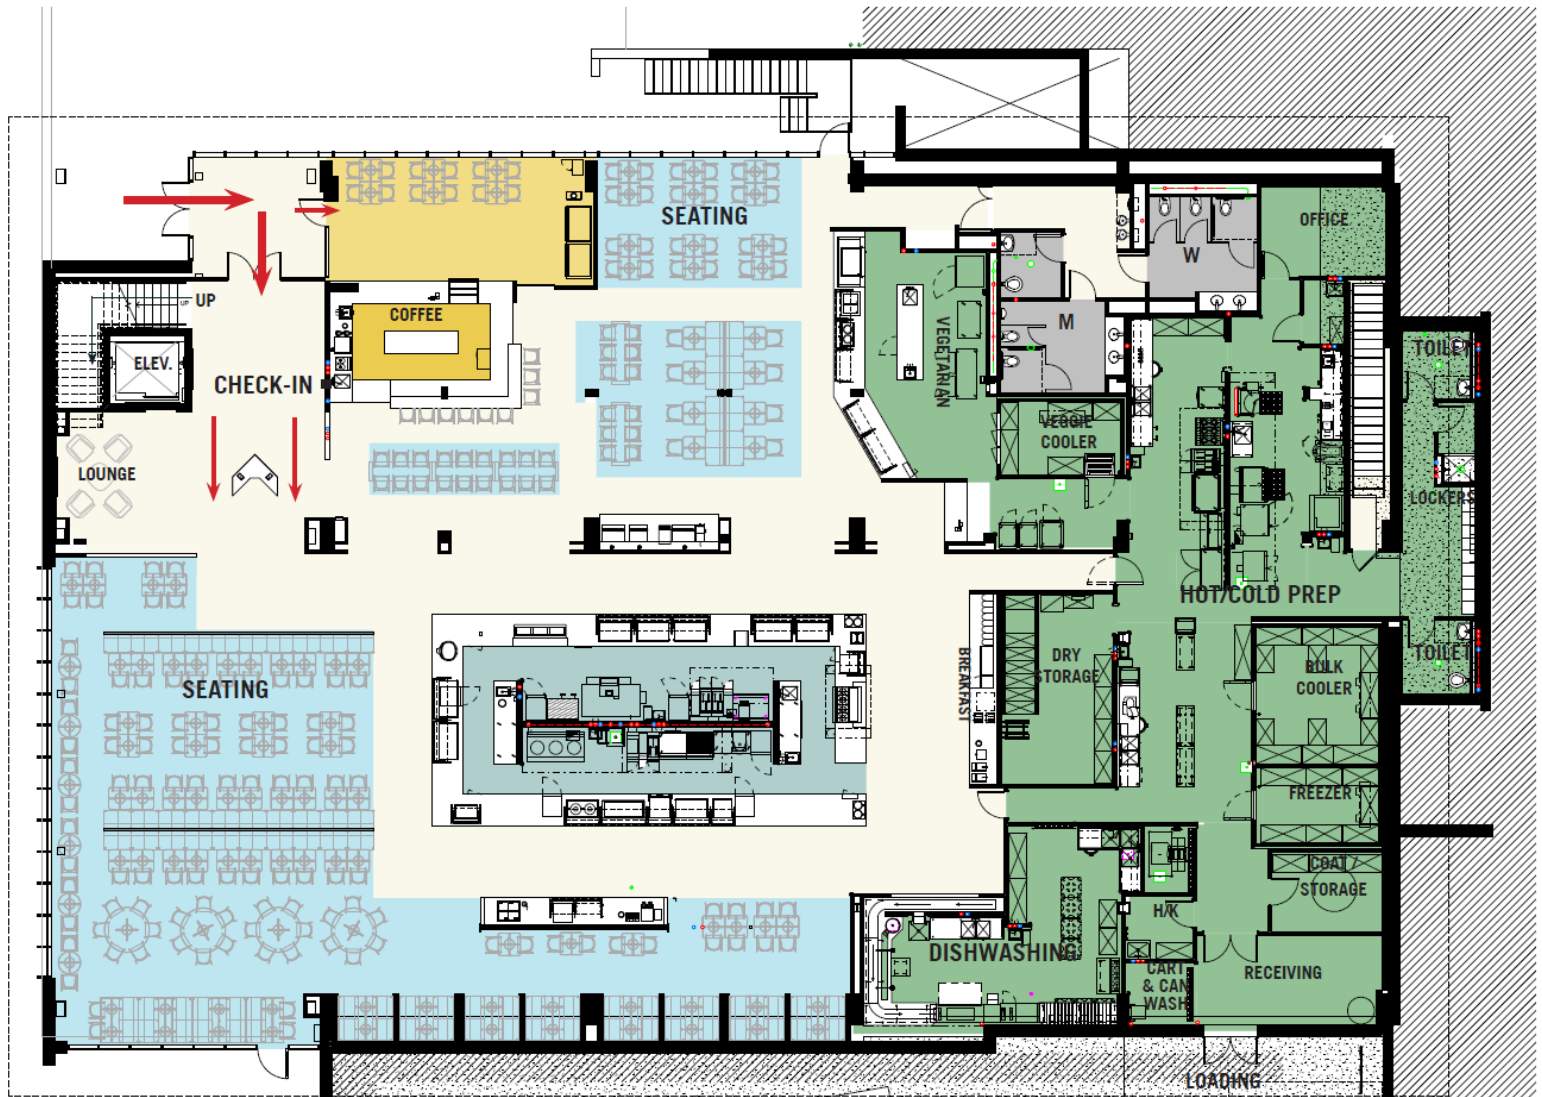 OFFICE
SEATING
W
UP
UP
COFFEE
M
VEGETARIAN
TOILET
ELEV.
CHECK-IN
VEGGIE
COOLER
LOUNGE
LOCKERS
HOT/COLD PREP
BREAKFAST
DRY
STORAGE
TOILET
BULK
COOLER
SEATING
FREEZER
COAT /
STORAGE
H/K
DISHWASHING
CART
& CAN
WASH
RECEIVING
LOADING